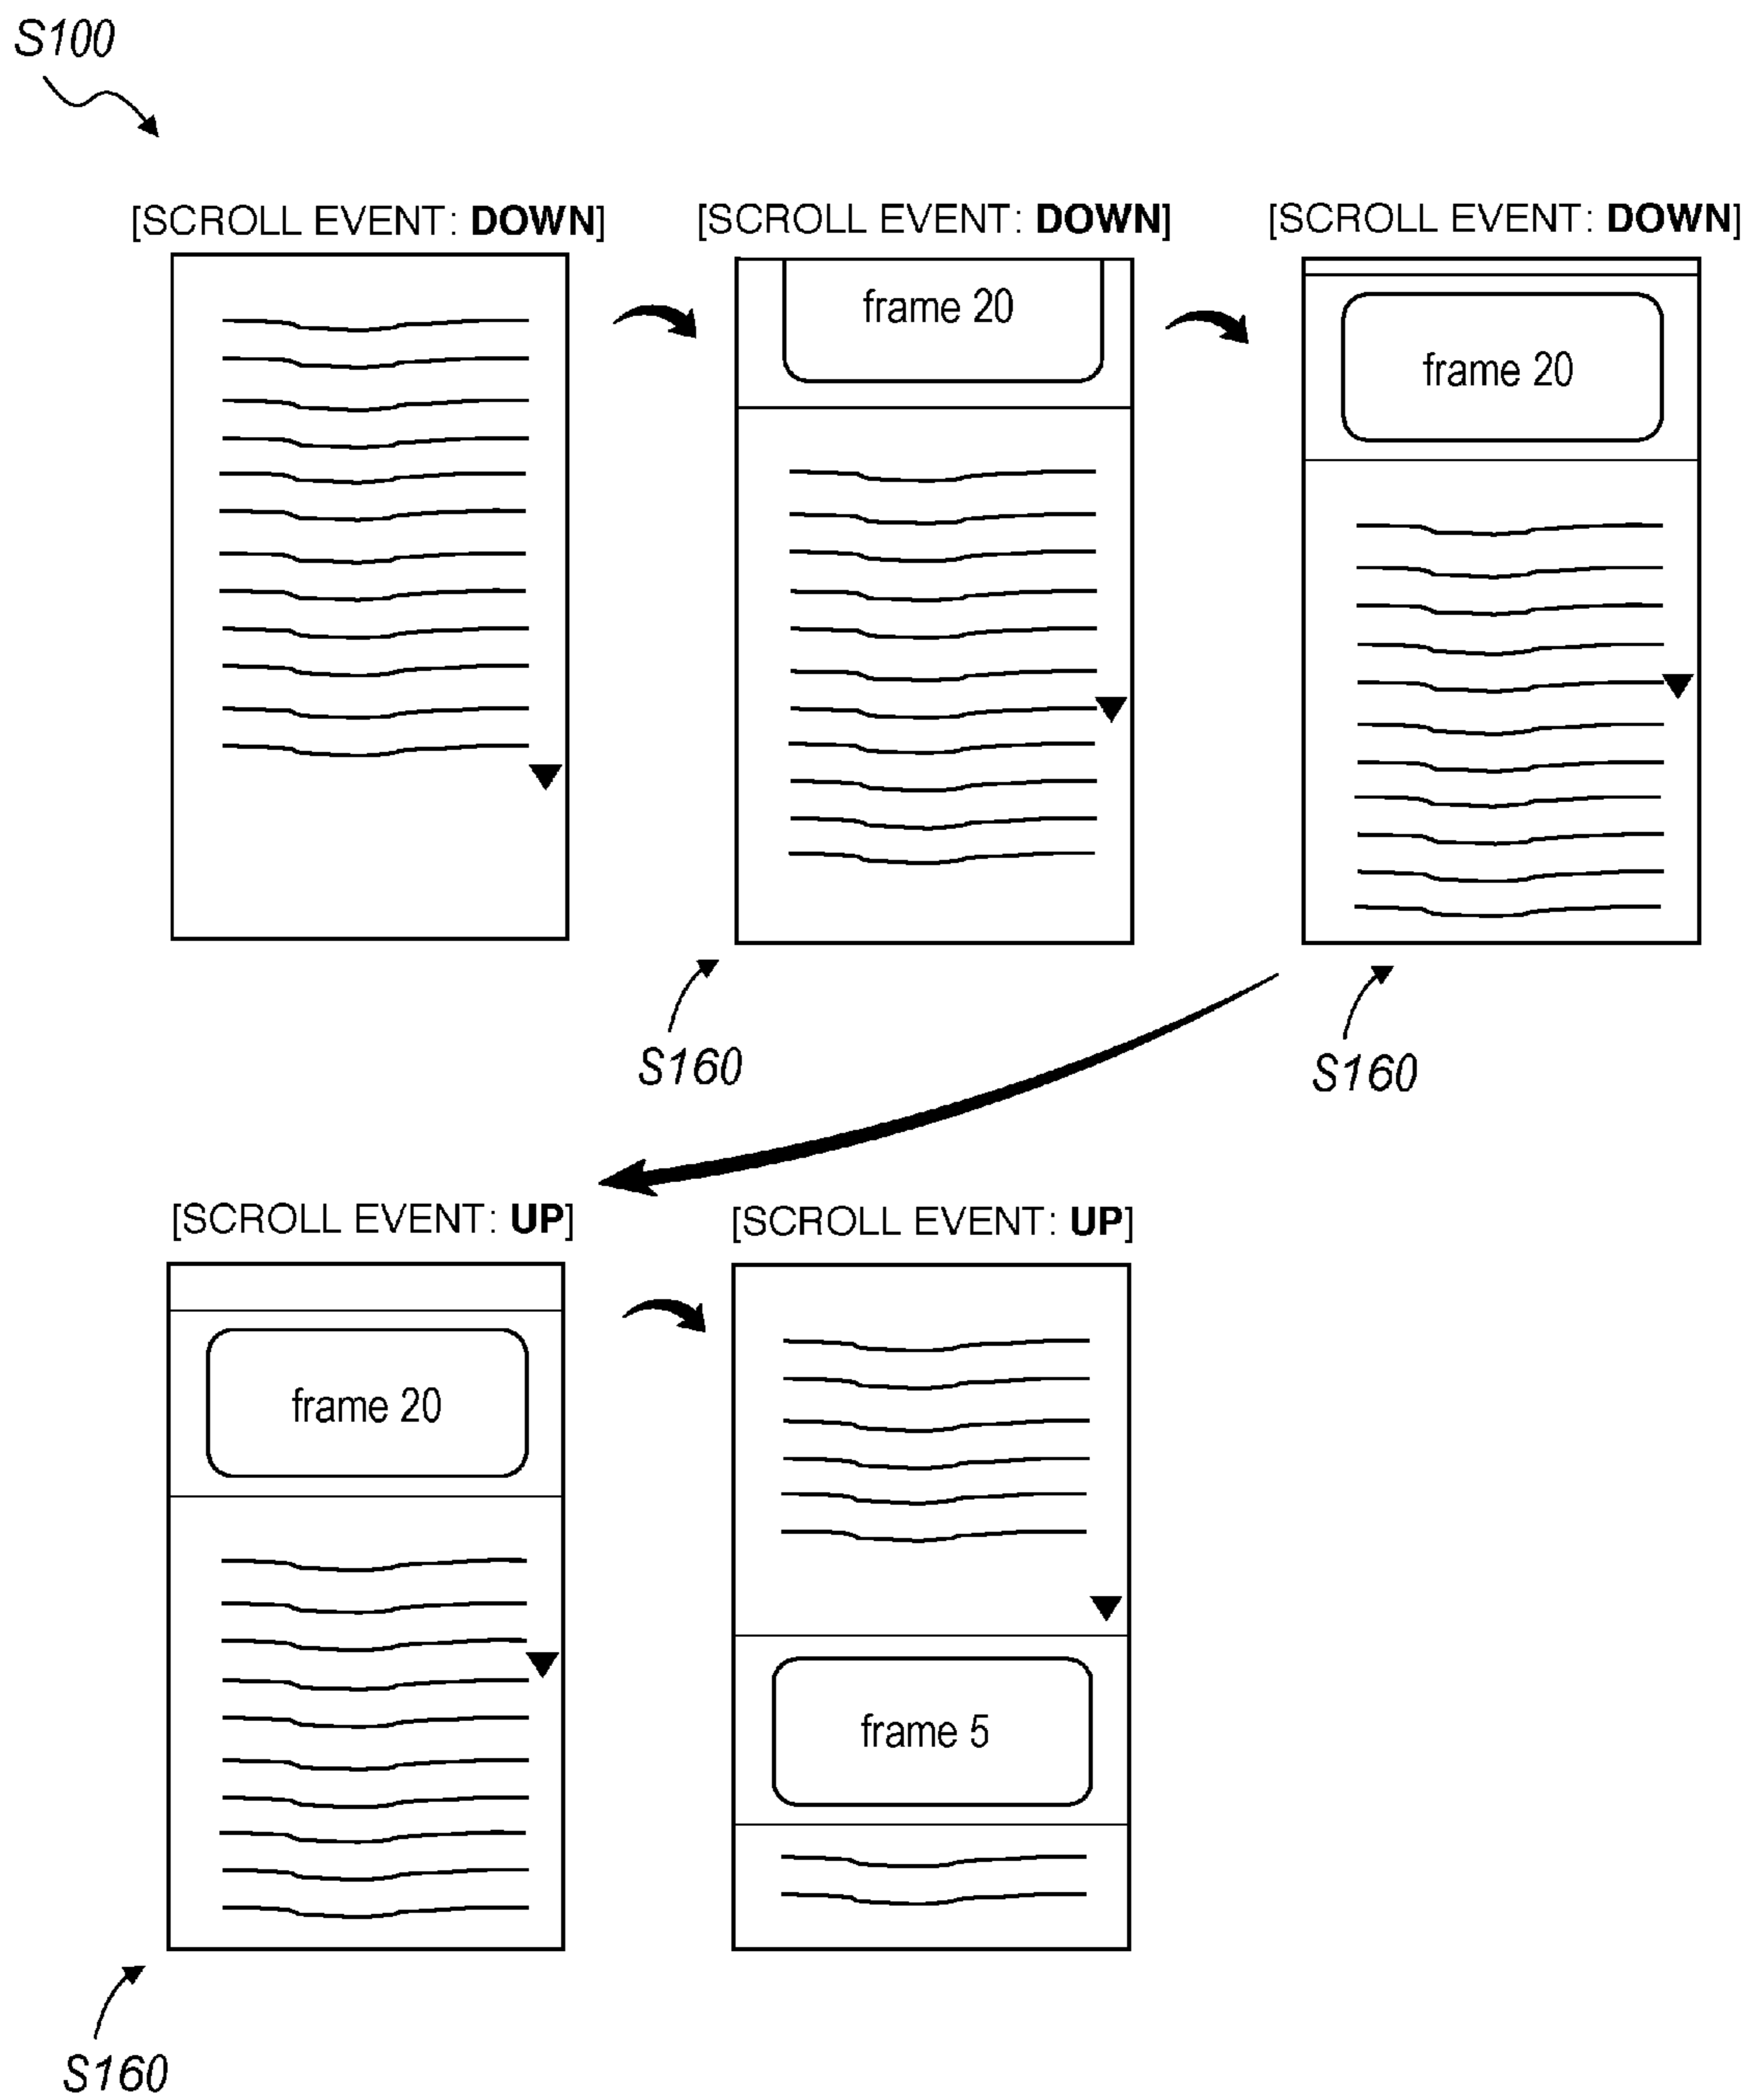 S100
[SCROLL EVENT: DOWN]
[SCROLL EVENT: DOWN]
[SCROLL EVENT: DOWN]
frame 20
frame 20
S160
S160
[SCROLL EVENT: UP]
[SCROLL EVENT: UP]
frame 20
frame 5
S160